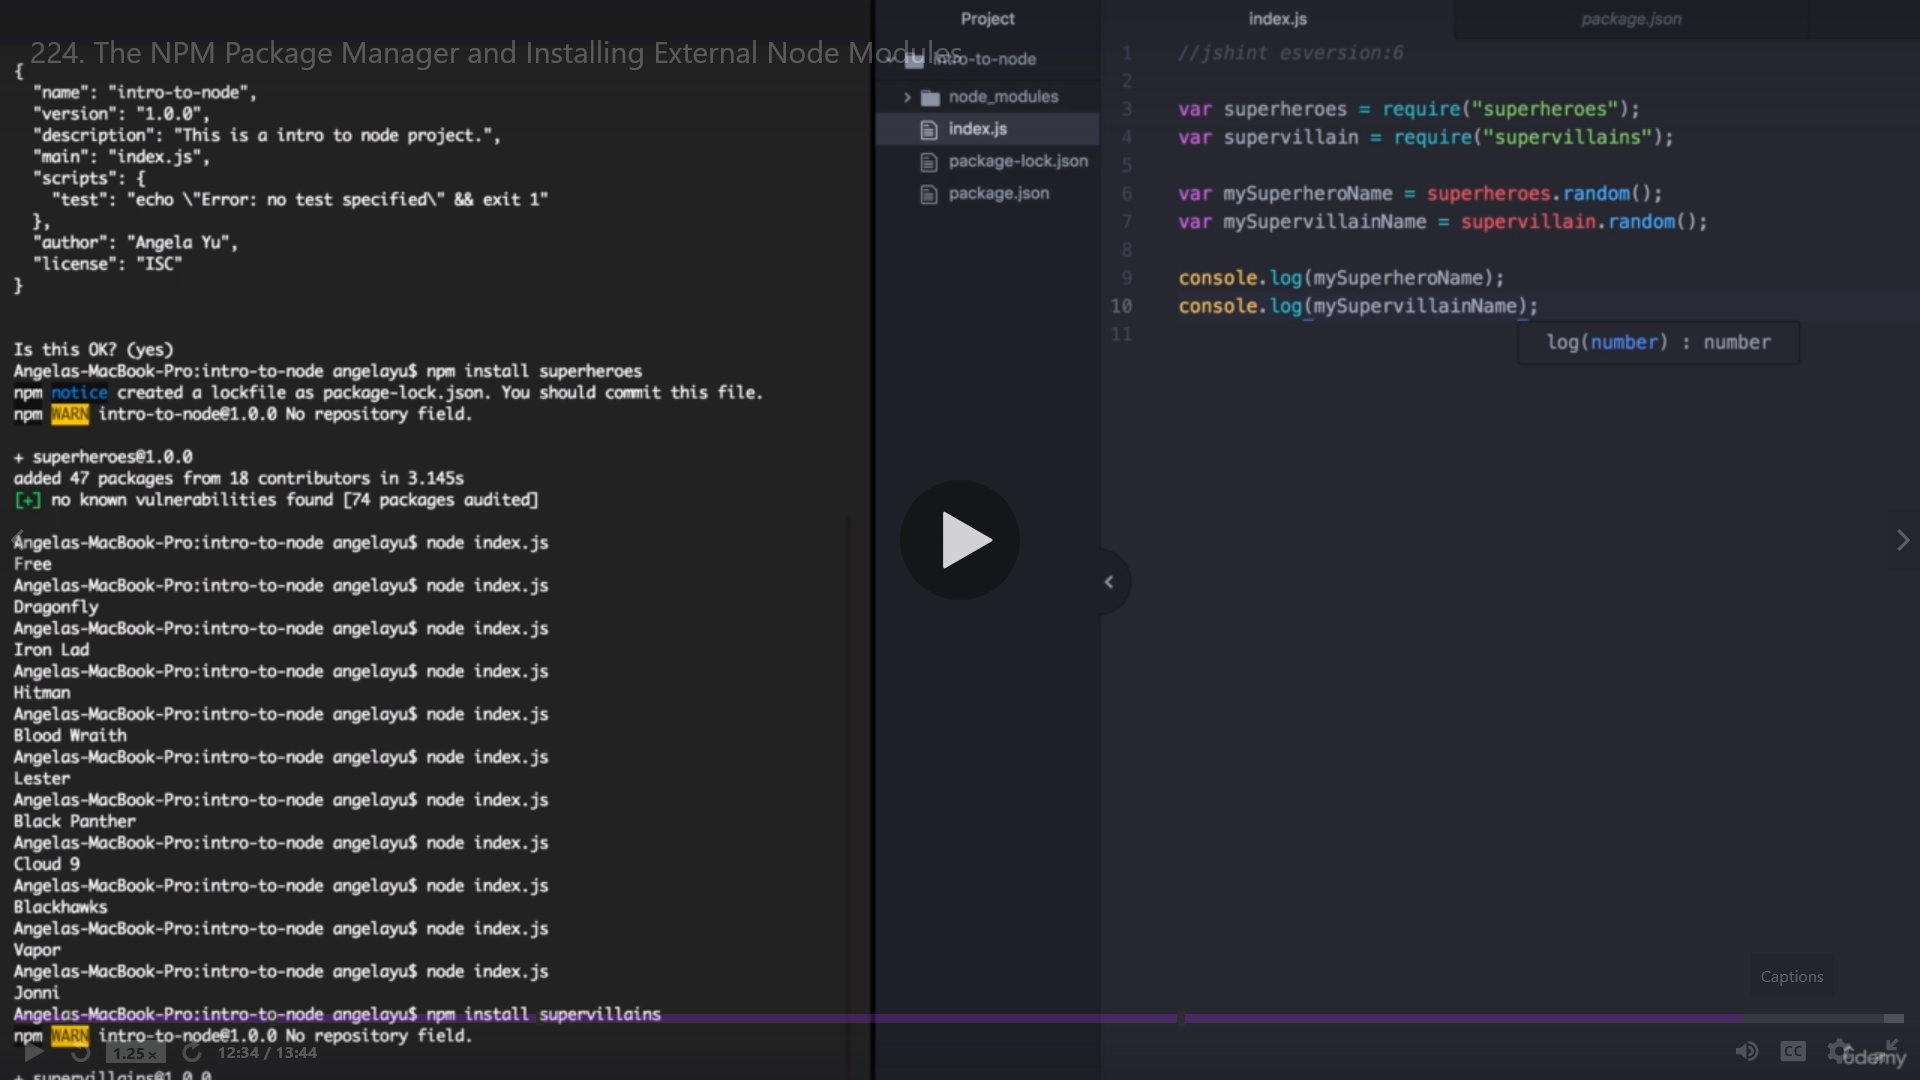 224. The NPM Package Manager and Installing External Node Modules
{
"name": "intro-to-node",
"version": "1.0.0",
"description": "This is a intro to node project.",
"main": "index.js",
"scripts": {
"test": "echo \"Error: no test specified\" && exit 1"
},
"author": "Angela Yu",
"license": "ISC"
}
Is this OK? (yes)
Angelas-MacBook-Pro:intro-to-node angelayu$ npm install superheroes
npm notice created a lockfile as package-lock.json. You should commit this file.
npm WARN intro-to-node@1.0.0 No repository field.
+ superheroes@1.0.0
added 47 packages from 18 contributors in 3.145s
[+] no known vulnerabilities found [74 packages audited]
Angelas-MacBook-Pro:intro-to-node angelayu$ node index.js
Free
Angelas-MacBook-Pro:intro-to-node angelayu$ node index.js
Dragonfly
Angelas-MacBook-Pro:intro-to-node angelayu$ node index.js
Iron Lad
Angelas-MacBook-Pro:intro-to-node angelayu$ node index.js
Hitman
Angelas-MacBook-Pro:intro-to-node angelayu$ node index.js
Blood Wraith
Angelas-MacBook-Pro:intro-to-node angelayu$ node index.js
Lester
Angelas-MacBook-Pro:intro-to-node angelayu$ node index.js
Black Panther
Angelas-MacBook-Pro:intro-to-node angelayu$ node index.js
Cloud 9
Angelas-MacBook-Pro:intro-to-node angelayu$ node index.js
Blackhawks
Angelas-MacBook-Pro:intro-to-node angelayu$ node index.js
Vapor
Angelas-MacBook-Pro:intro-to-node angelayu$ node index.js
Jonni
Angelas-MacBook-Pro:intro-to-node angelayu$ npm install supervillains
npm WARN intro-to-node@1.0.0 No repository field.
+ supervillains@1.0.0
1.25×
12:34 / 13:44
Project
intro-to-node
node_modules
index.js
package-lock.json
package.json
index.js
package.json
1 //jshint esversion:6
2
3 var superheroes = require("superheroes");
4 var supervillain = require("supervillains");
5
6 var mySuperheroName = superheroes.random();
7 var mySupervillainName = supervillain.random();
8
9 console.log(mySuperheroName);
10 console.log(mySupervillainName);
11
log(number) : number
Captions
CC
ûdemy